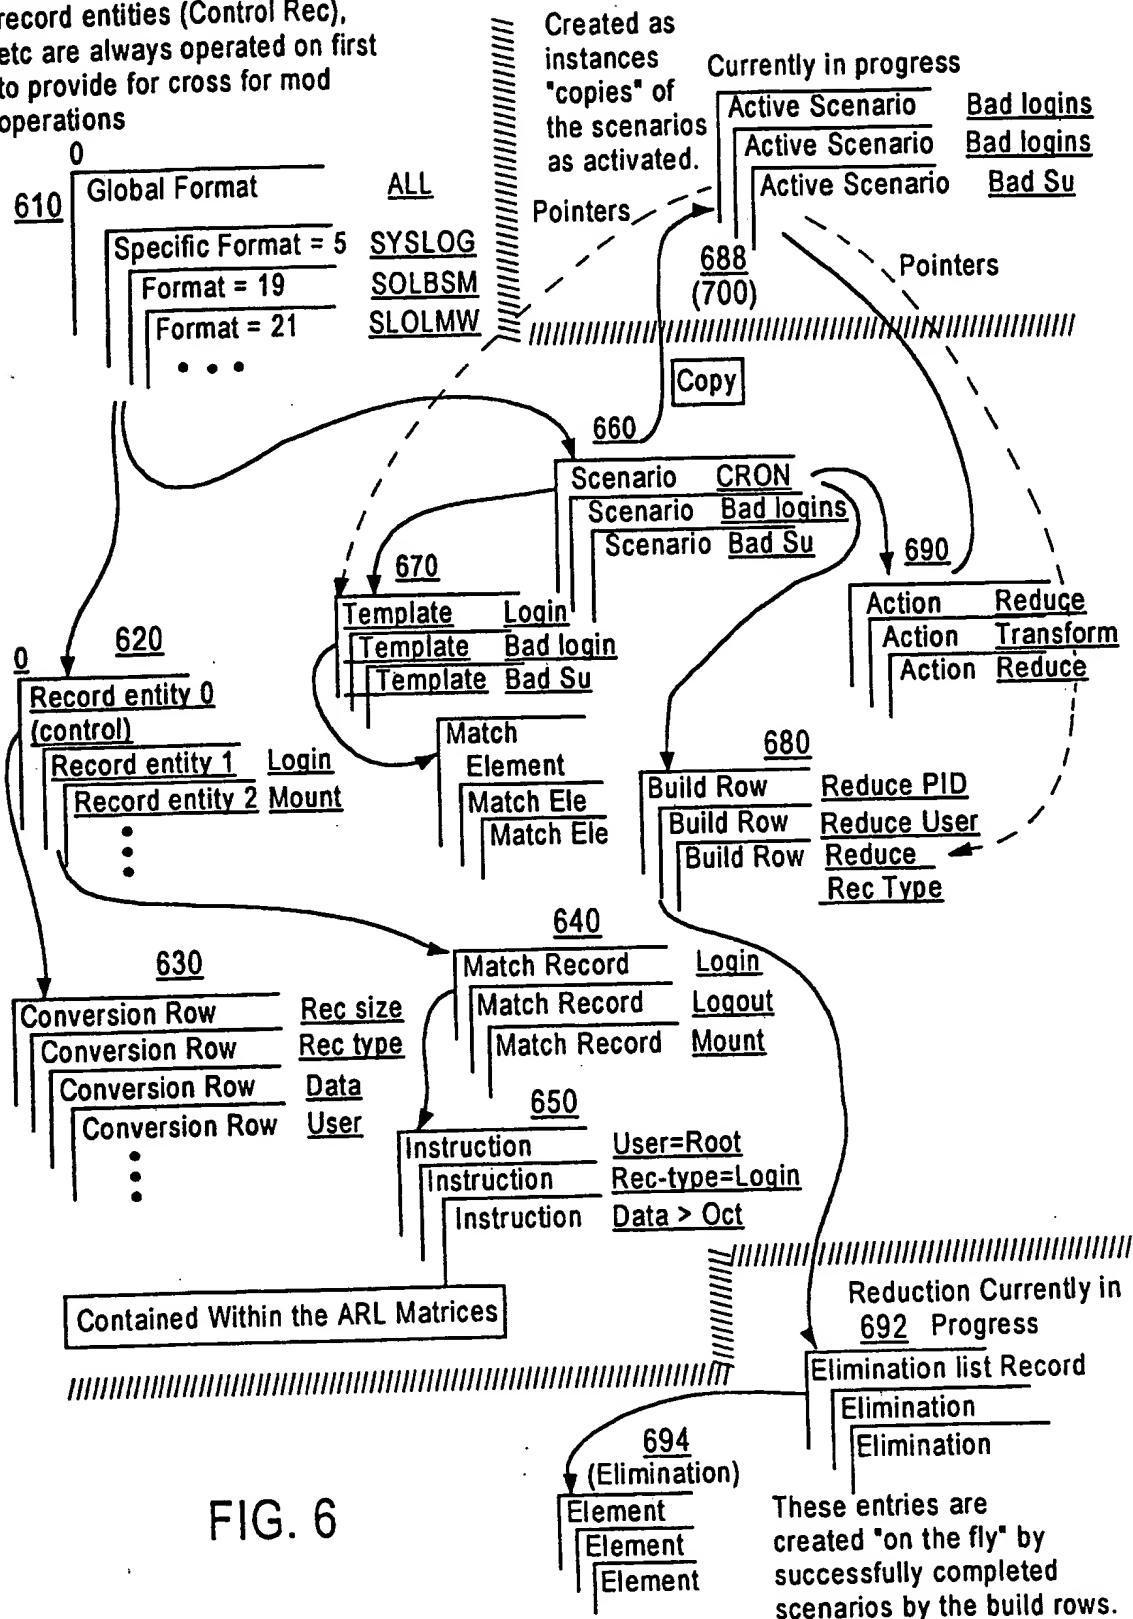 record entities (Control Rec),
etc are always operated on first
to provide for cross for mod
operations
0
610
Global Format ALL
Specific Format = 5 SYSLOG
Format = 19 SOLBSM
Format = 21 SLOLMW
• • •
Created as
instances
"copies" of
the scenarios
as activated.
Pointers
Currently in progress
Active Scenario Bad logins
Active Scenario Bad logins
Active Scenario Bad Su
688
(700)
Pointers
Copy
660
Scenario CRON
Scenario Bad logins
Scenario Bad Su
670
Template Login
Template Bad login
Template Bad Su
690
Action Reduce
Action Transform
Action Reduce
620
0
Record entity 0
(control)
Record entity 1 Login
Record entity 2 Mount
Match
Element
Match Ele
Match Ele
680
Build Row Reduce PID
Build Row Reduce User
Build Row Reduce
Rec Type
630
Conversion Row Rec size
Conversion Row Rec type
Conversion Row Data
Conversion Row User
640
Match Record Login
Match Record Logout
Match Record Mount
650
Instruction User=Root
Instruction Rec-type=Login
Instruction Data > Oct
Contained Within the ARL Matrices
Reduction Currently in
692 Progress
Elimination list Record
Elimination
Elimination
694
(Elimination)
Element
Element
Element
These entries are
created "on the fly" by
successfully completed
scenarios by the build rows.
FIG. 6